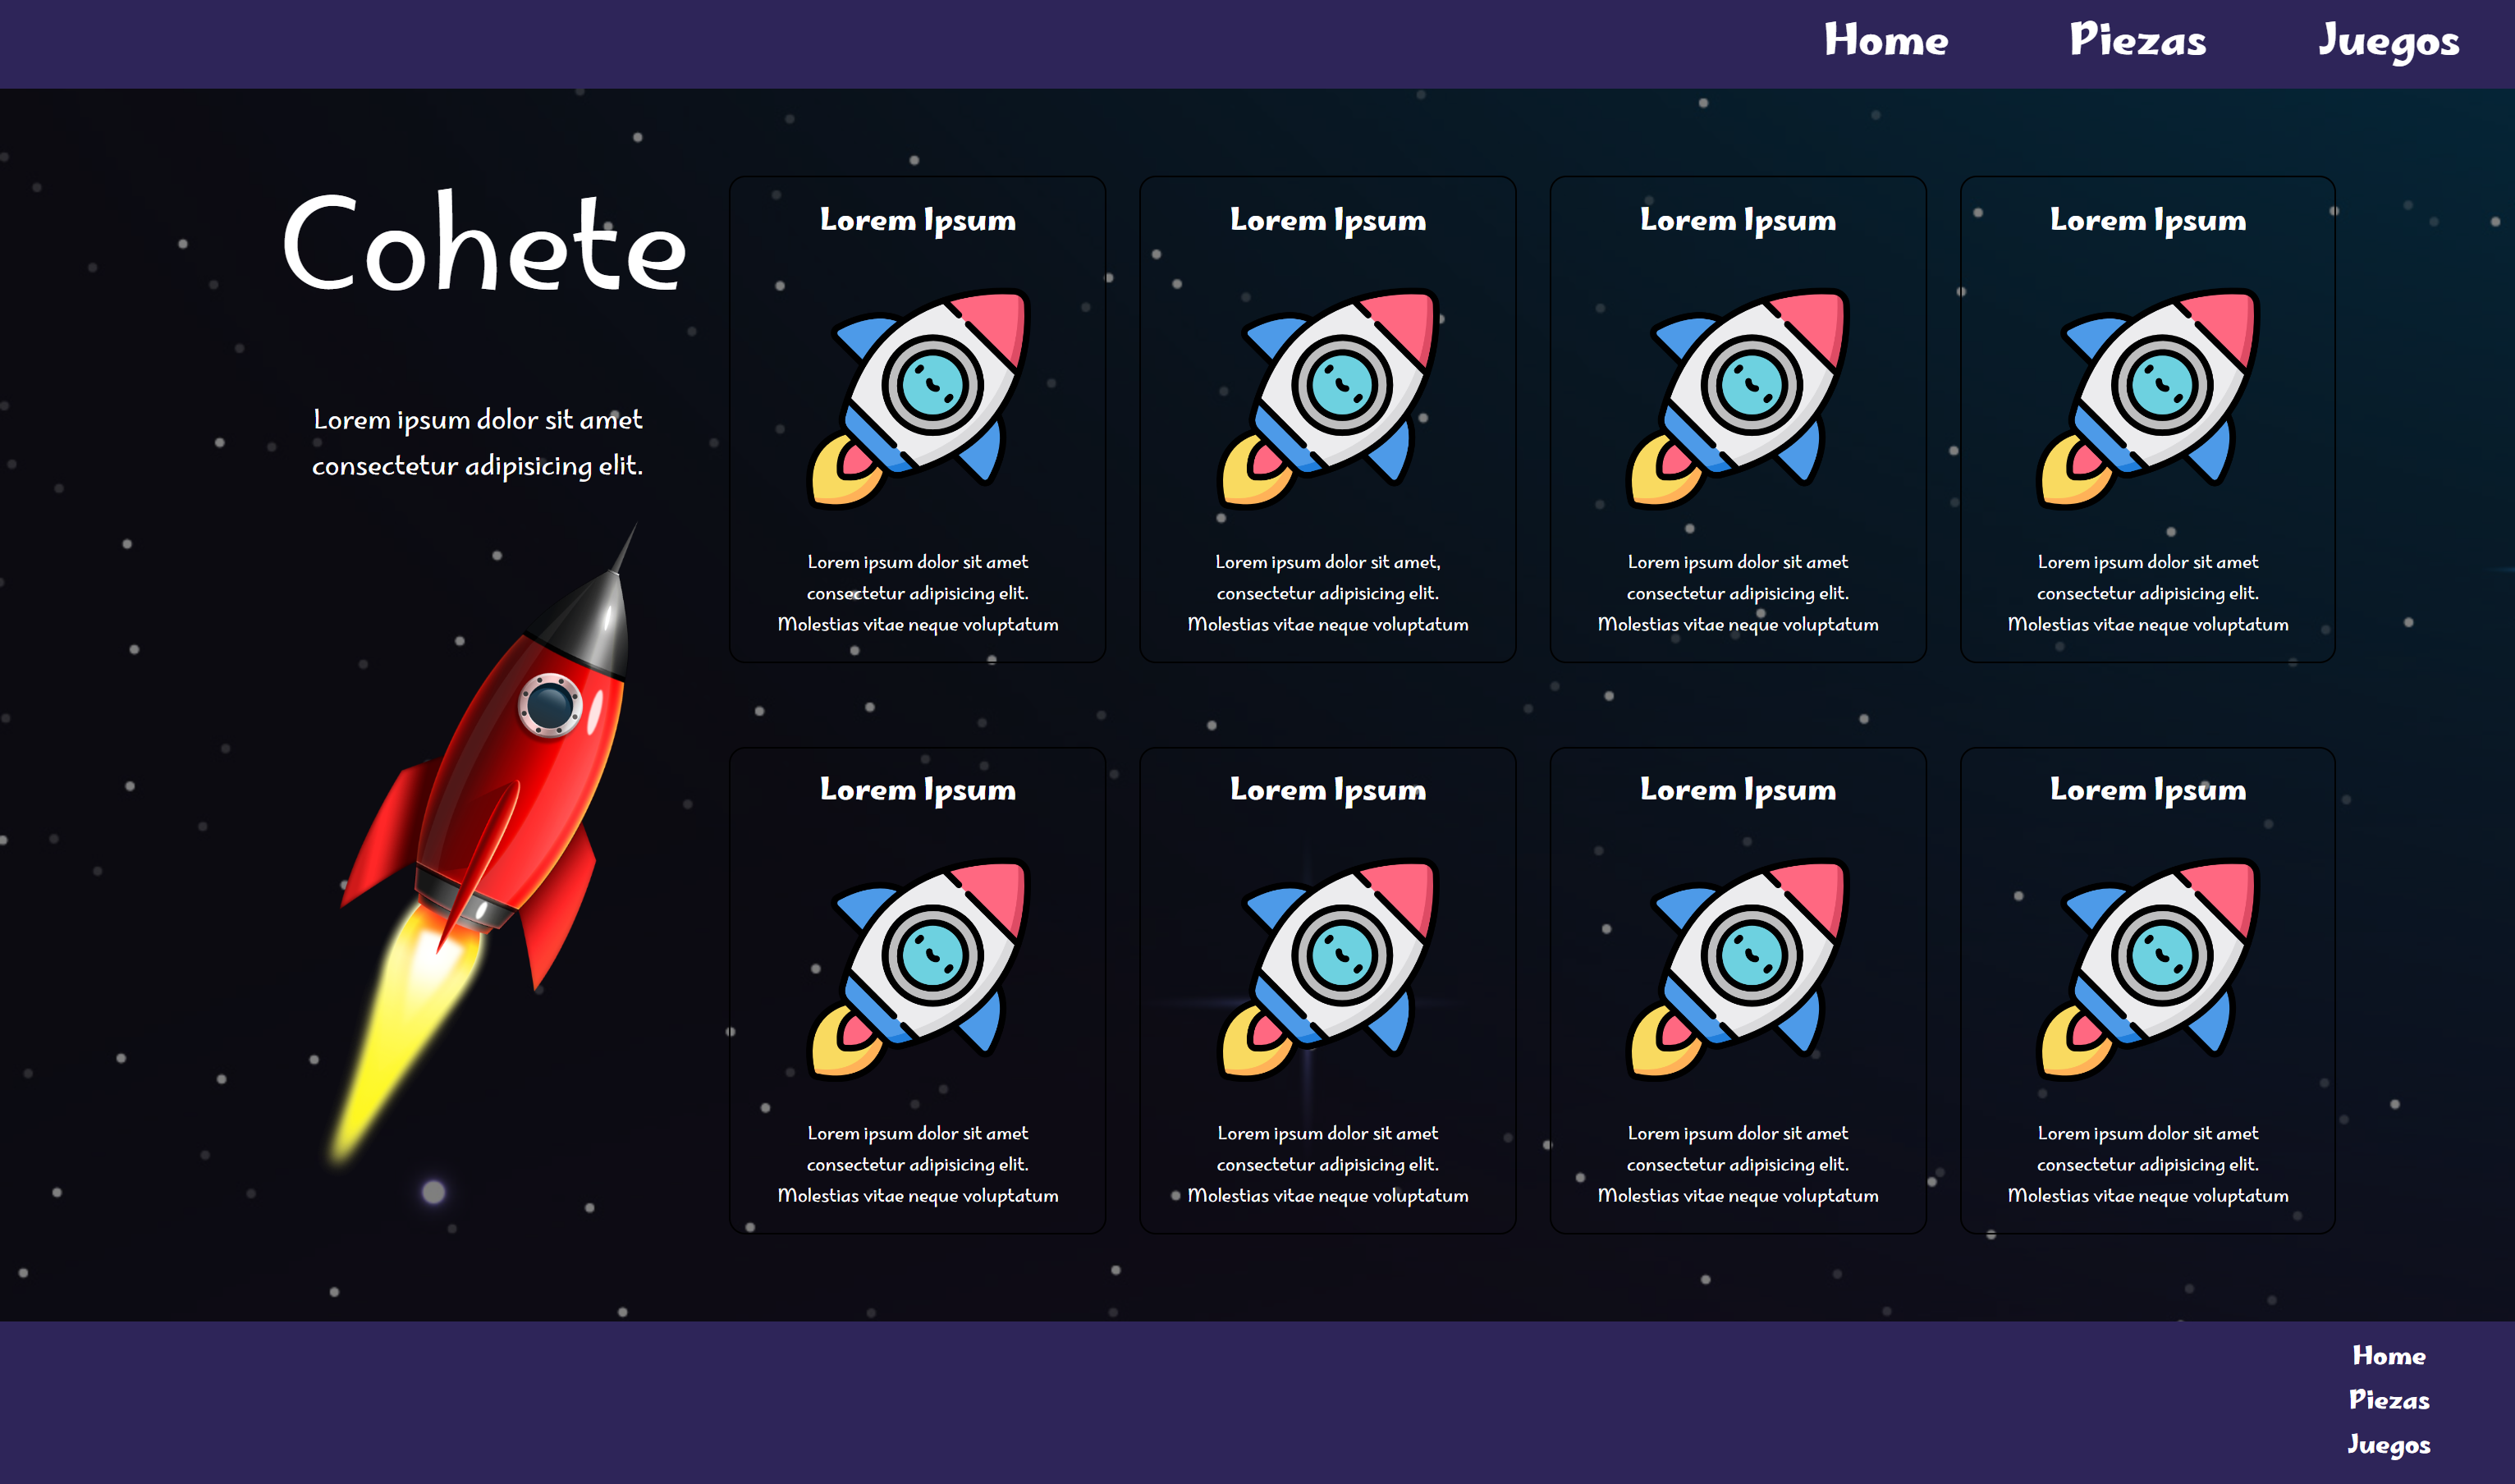 Home
Piezas
Juegos
Cohete
Lorem ipsum dolor sit amet
consectetur adipisicing elit.
Lorem Ipsum
Lorem ipsum dolor sit amet
consectetur adipisicing elit.
Molestias vitae neque voluptatum
Lorem Ipsum
Lorem ipsum dolor sit amet,
consectetur adipisicing elit.
Molestias vitae neque voluptatum
Lorem Ipsum
Lorem ipsum dolor sit amet
consectetur adipisicing elit.
Molestias vitae neque voluptatum
Lorem Ipsum
Lorem ipsum dolor sit amet
consectetur adipisicing elit.
Molestias vitae neque voluptatum
Lorem Ipsum
Lorem ipsum dolor sit amet
consectetur adipisicing elit.
Molestias vitae neque voluptatum
Lorem Ipsum
Lorem ipsum dolor sit amet
consectetur adipisicing elit.
Molestias vitae neque voluptatum
Lorem Ipsum
Lorem ipsum dolor sit amet
consectetur adipisicing elit.
Molestias vitae neque voluptatum
Lorem Ipsum
Lorem ipsum dolor sit amet
consectetur adipisicing elit.
Molestias vitae neque voluptatum
Home
Piezas
Juegos